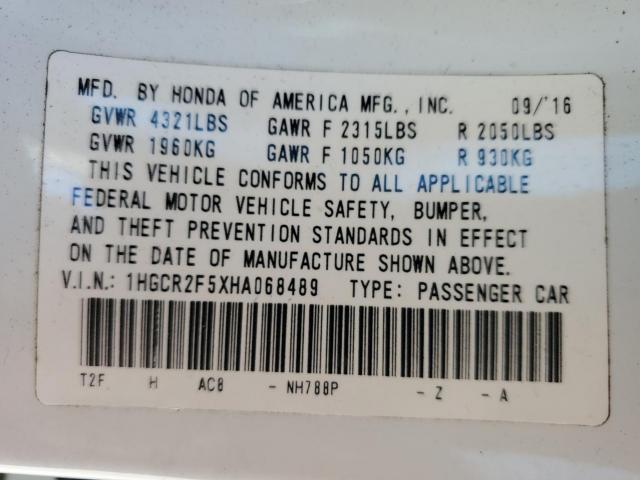 MFD. BY HONDA OF AMERICA MFG., INC. 09/'16
GVWR 4321LBS GAWR F 2315LBS R 2050LBS
GVWR 1960KG GAWR F 1050KG R 930KG
THIS VEHICLE CONFORMS TO ALL APPLICABLE
FEDERAL MOTOR VEHICLE SAFETY, BUMPER,
AND THEFT PREVENTION STANDARDS IN EFFECT
ON THE DATE OF MANUFACTURE SHOWN ABOVE.
V.I.N.: 1HGCR2F5XHA068489 TYPE: PASSENGER CAR
T2F H AC8 - NH788P - Z - A